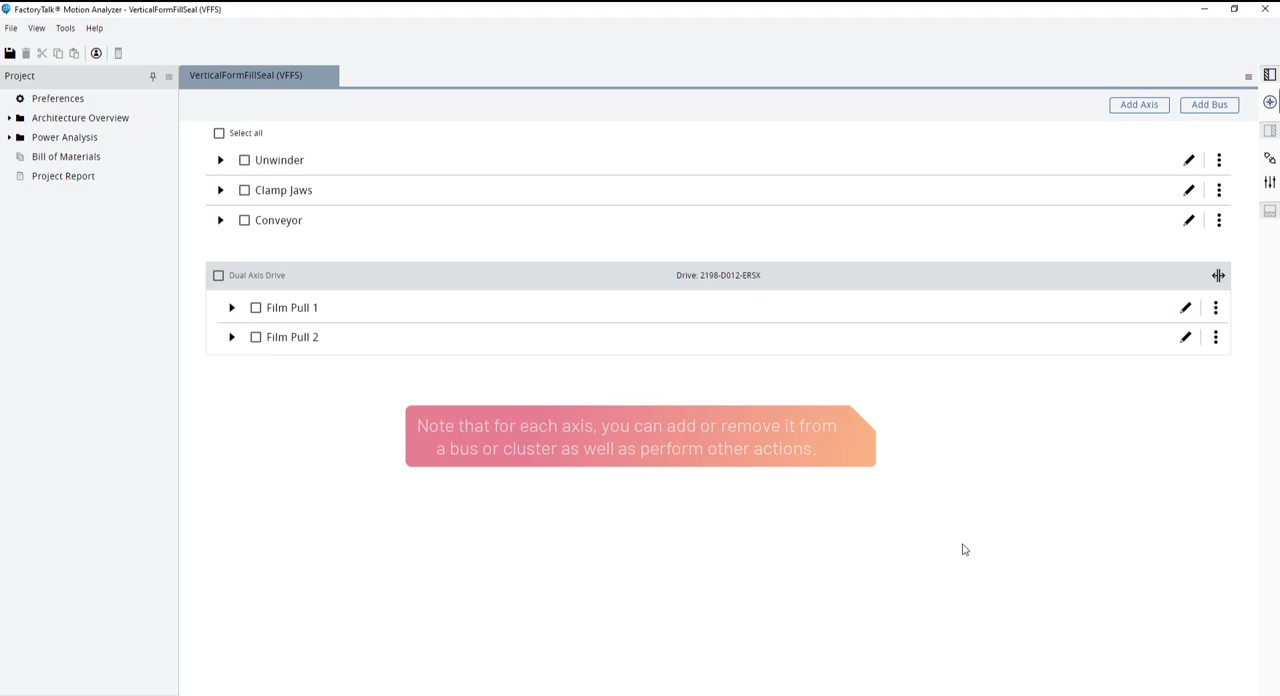 FactoryTalk® Motion Analyzer - VerticalFormFillSeal (VFFS)
File View Tools Help
Project
VerticalFormFillSeal (VFFS)
Preferences
Architecture Overview
Power Analysis
Bill of Materials
Project Report
Add Axis Add Bus
Select all
Unwinder
Clamp Jaws
Conveyor
Dual Axis Drive Drive: 2198-D012-ERSX
Film Pull 1
Film Pull 2
Note that for each axis, you can add or remove it from
a bus or cluster as well as perform other actions.